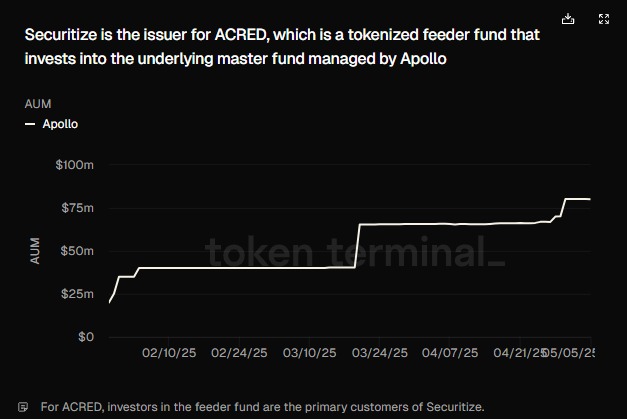 Securitize is the issuer for ACRED, which is a tokenized feeder fund that
invests into the underlying master fund managed by Apollo
AUM
Apollo
$100m
$75m
$50m
$25m
$0
AUM
token terminal_
02/10/25 02/24/25 03/10/25 03/24/25 04/07/25 04/21/25 05/05/25
For ACRED, investors in the feeder fund are the primary customers of Securitize.